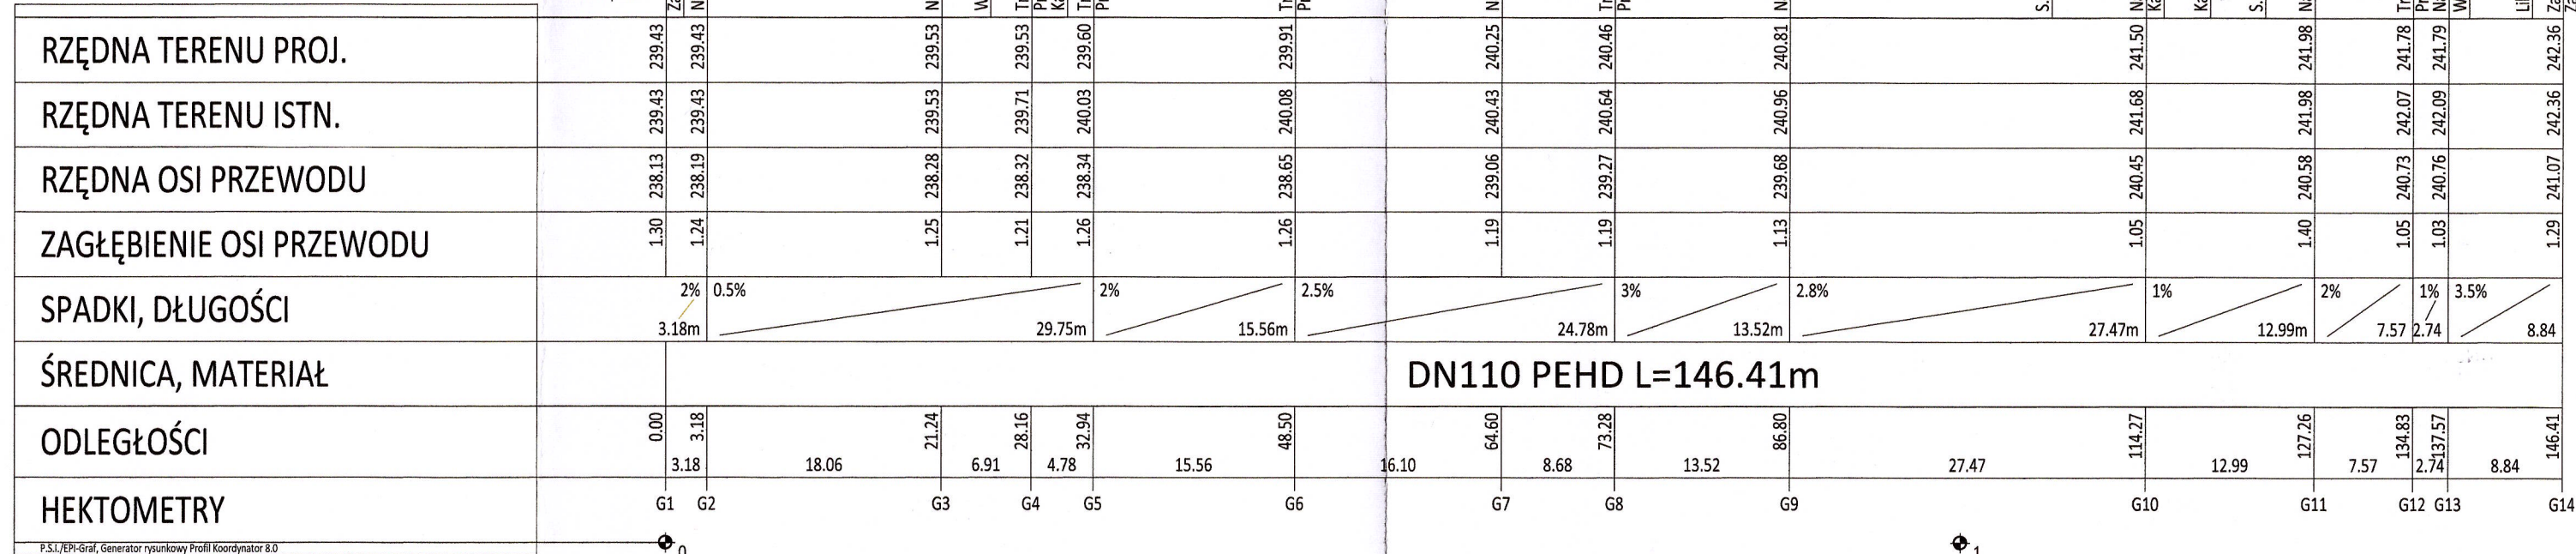 RZĘDNA TERENU PROJ. 239.43 239.43 239.53 239.53 239.60 239.91 240.25 240.46 240.81 241.50 241.98 241.78 241.79 242.36
RZĘDNA TERENU ISTN. 239.43 239.43 239.53 239.71 240.03 240.08 240.43 240.64 240.96 241.68 241.98 242.07 242.09 242.36
RZĘDNA OSI PRZEWODU 238.13 238.19 238.28 238.32 238.34 238.65 239.06 239.27 239.68 240.45 240.58 240.73 240.76 241.07
ZAGŁĘBIENIE OSI PRZEWODU 1.30 1.24 1.25 1.21 1.26 1.26 1.19 1.19 1.13 1.05 1.40 1.05 1.03 1.29
2% 0.5% 2% 2.5% 3% 2.8% 1% 2% 1% 3.5%
SPADKI, DŁUGOŚCI
3.18m 29.75m 15.56m 24.78m 13.52m 27.47m 12.99m 7.57 2.74 8.84
ŚREDNICA, MATERIAŁ DN110 PEHD L=146.41m
ODLEGŁOŚCI 0.00 3.18 21.24 28.16 32.94 48.50 64.60 73.28 86.80 114.27 127.26 134.83 137.57 146.41
3.18 18.06 6.91 4.78 15.56 16.10 8.68 13.52 27.47 12.99 7.57 2.74 8.84
HEKTOMETRY G1 G2 G3 G4 G5 G6 G7 G8 G9 G10 G11 G12 G13 G14
P.S.I./EPI-Graf, Generator rysunkowy Profil Koordynator 8.0
0 1